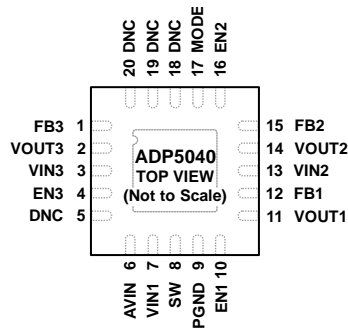 20 DNC
19 DNC
18 DNC
17 MODE
16 EN2
FB3 1
VOUT3 2
VIN3 3
EN3 4
DNC 5
ADP5040
TOP VIEW
(Not to Scale)
15 FB2
14 VOUT2
13 VIN2
12 FB1
11 VOUT1
AVIN 6
VIN1 7
SW 8
PGND 9
EN1 10